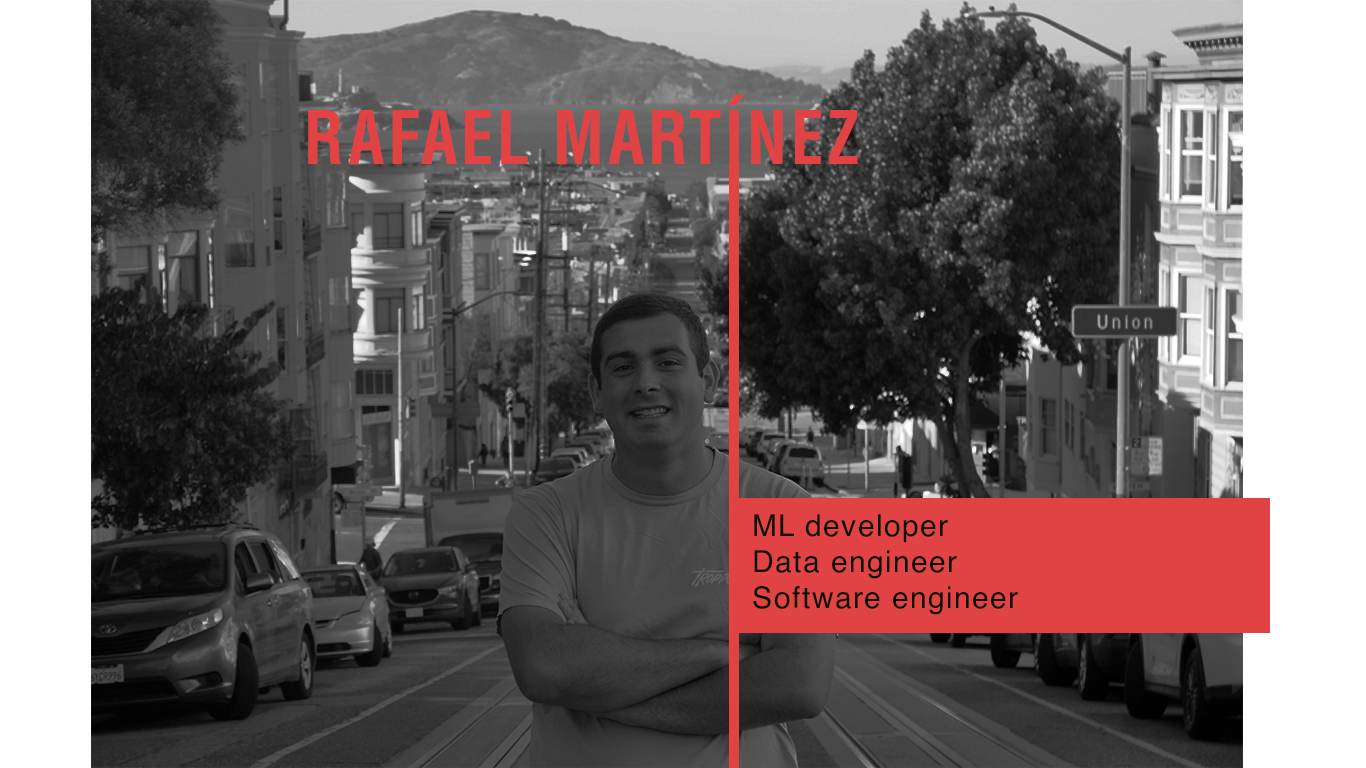 RAFAEL MARTÍNEZ
Union
ML developer
Data engineer
Software engineer